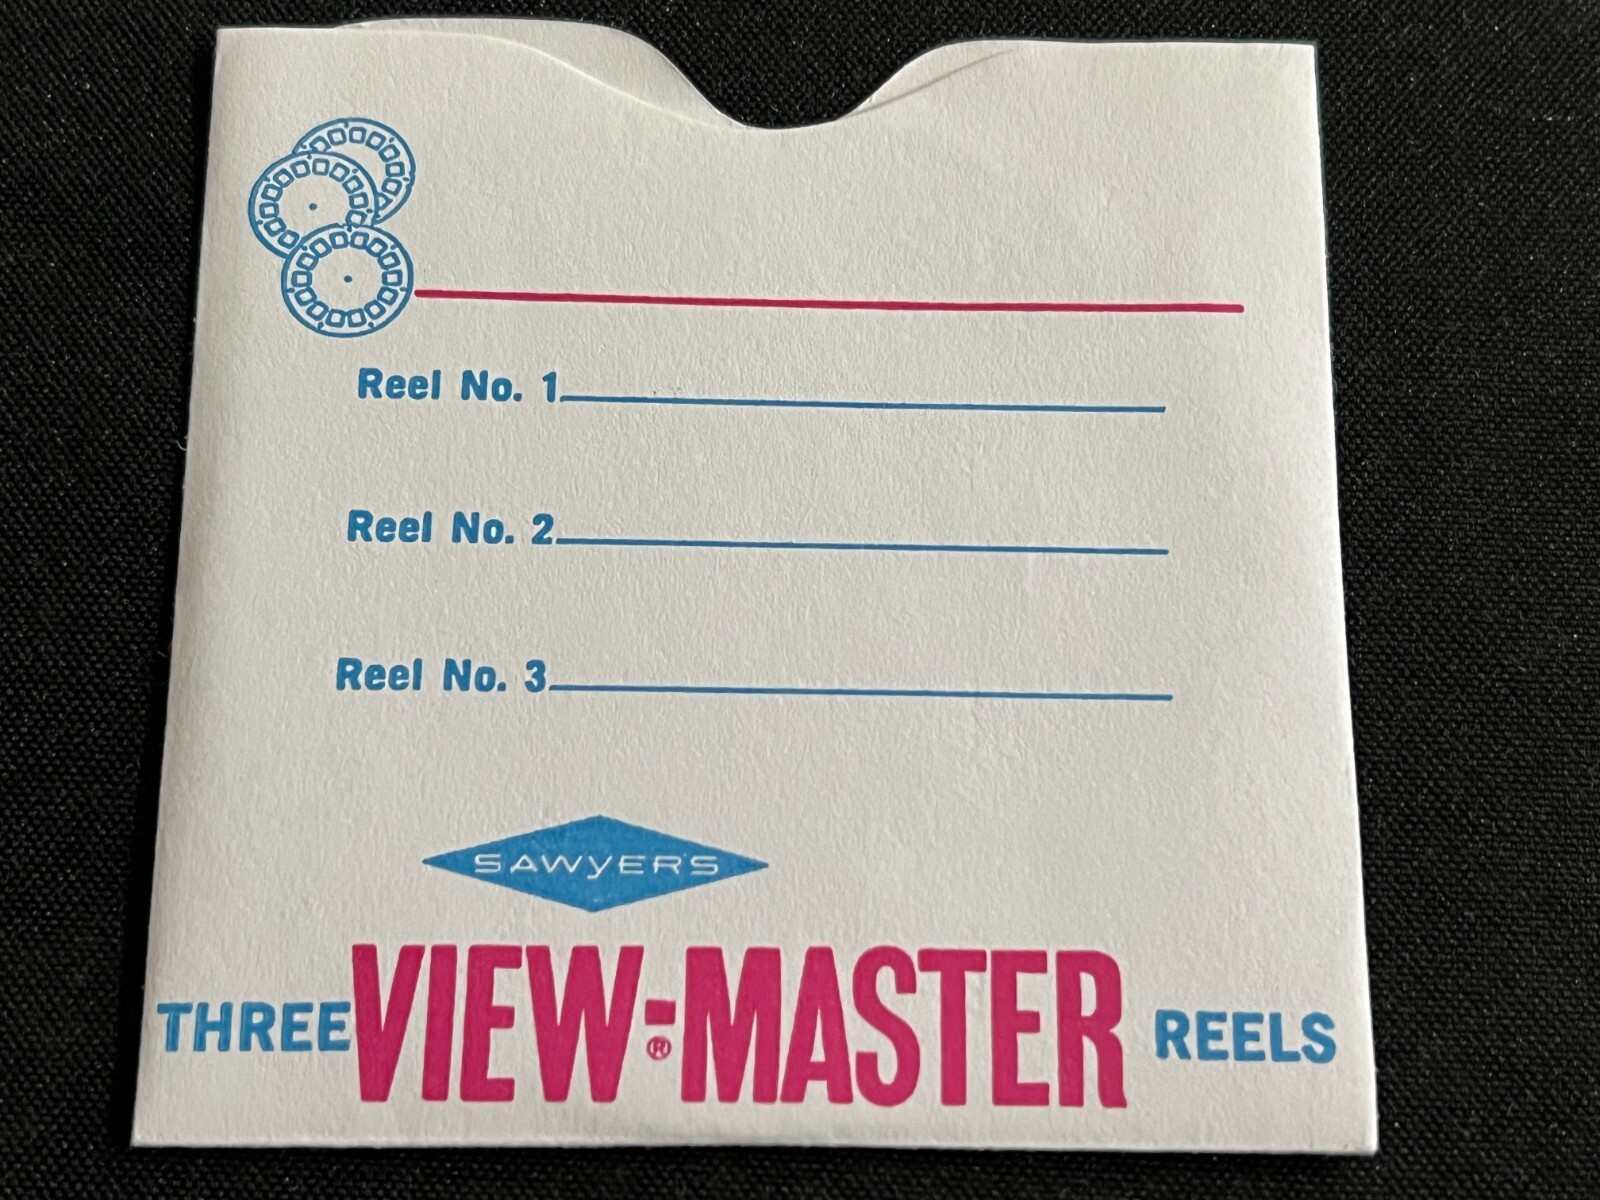 Reel No. 1
Reel No. 2
Reel No. 3
SAWYER'S
THREE VIEW-MASTER® REELS